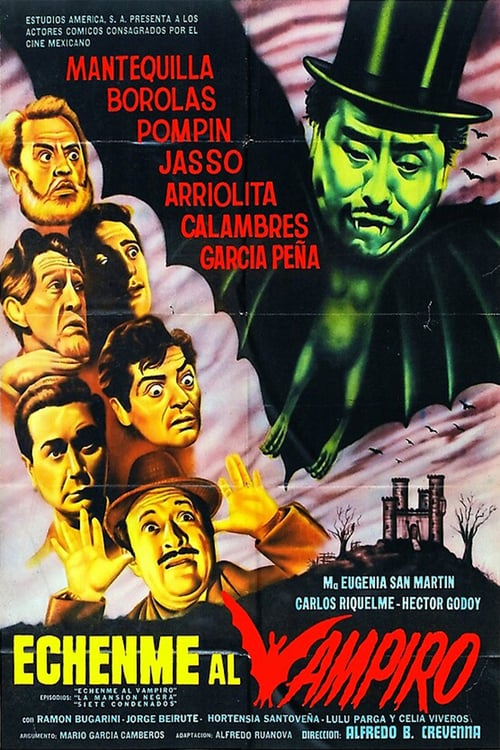 ESTUDIOS AMERICA, S. A. PRESENTA A LOS
ACTORES COMICOS CONSAGRADOS POR EL
CINE MEXICANO
MANTEQUILLA
BOROLAS
POMPIN
JASSO
ARRIOLITA
CALAMBRES
GARCIA PEÑA
Ma EUGENIA SAN MARTIN
CARLOS RIQUELME-HECTOR GODOY
ECHENME AL VAMPIRO
EPISODIOS: "ECHENME AL VAMPIRO"
"LA MANSION NEGRA"
"SIETE CONDENADOS"
con RAMON BUGARINI-JORGE BEIRUTE- HORTENSIA SANTOVEÑA-LULU PARGA Y CELIA VIVEROS
ARGUMENTO: MARIO GARCIA CAMBEROS ADAPTACION: ALFREDO RUANOVA-DIRECCION: ALFREDO B. CREVENNA